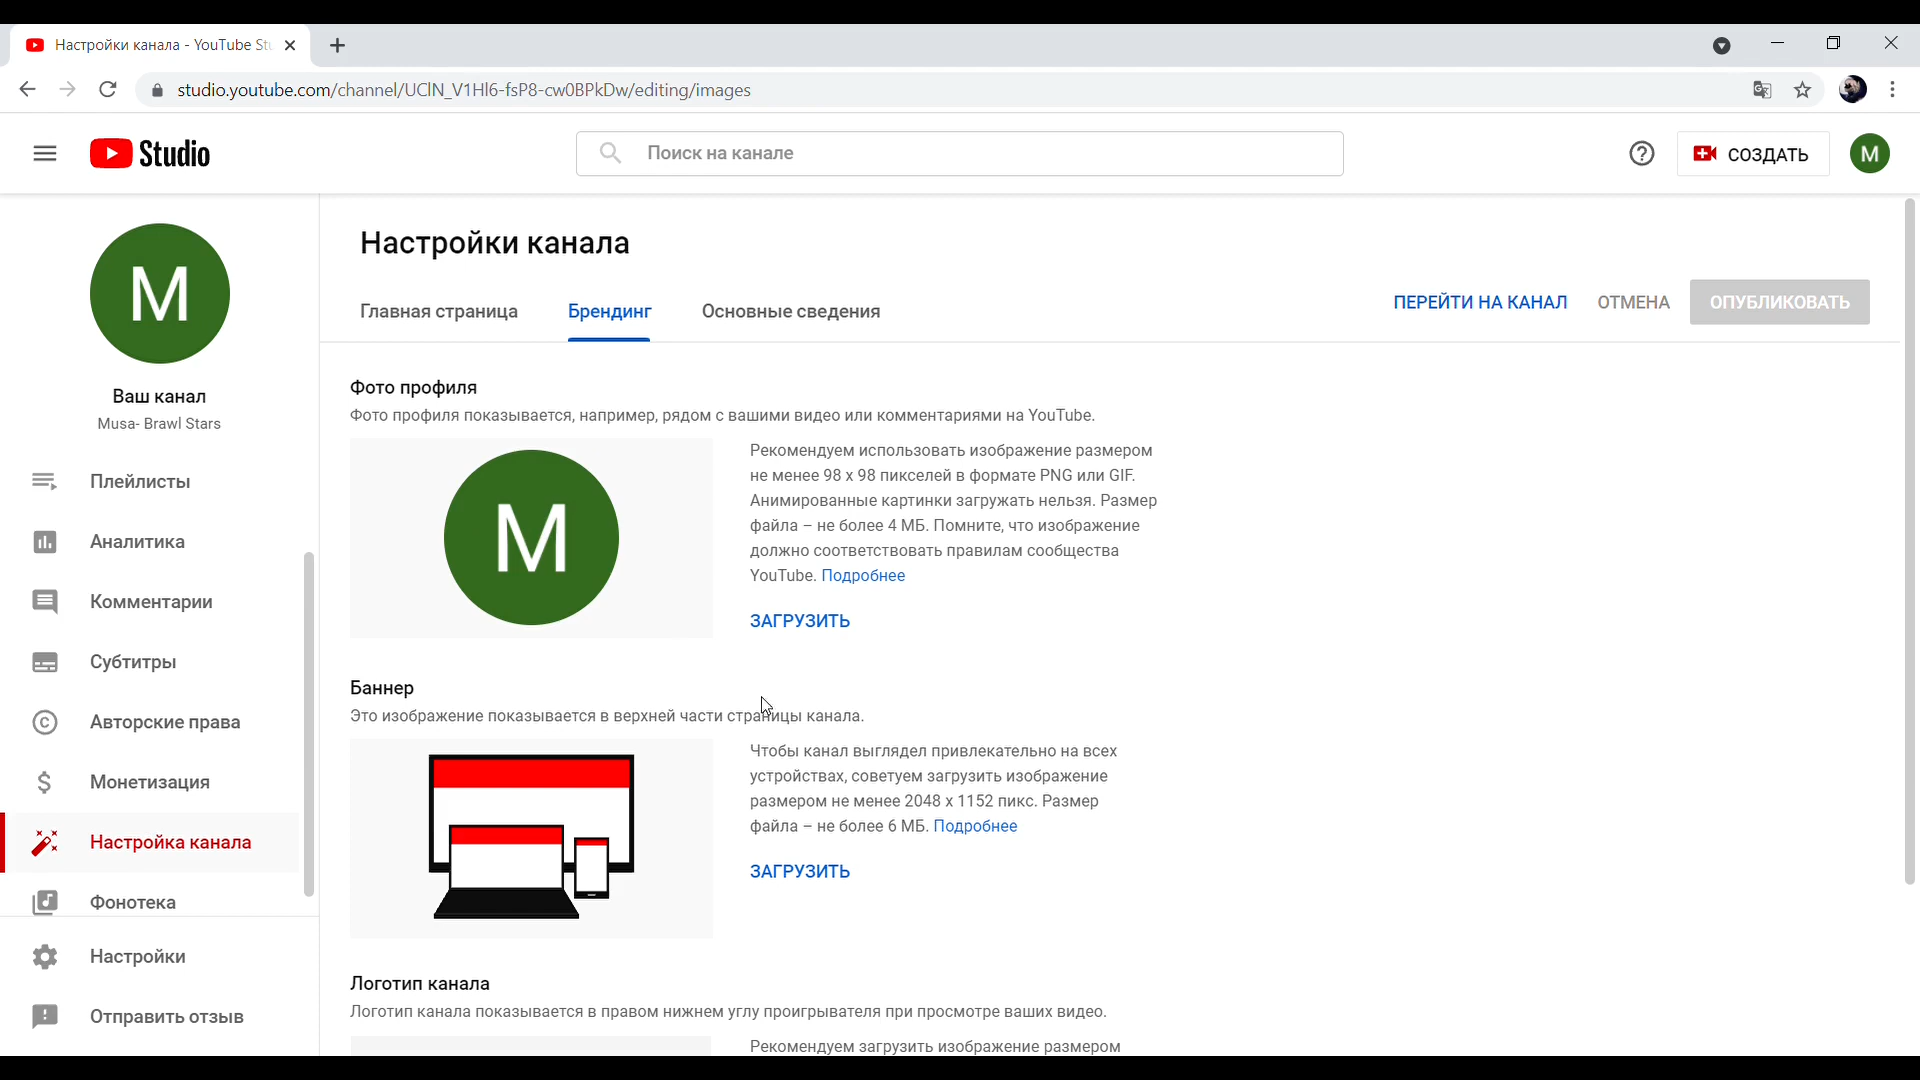 Настройки канала - YouTube St
studio.youtube.com/channel/UClN_V1Hl6-fsP8-cw0BPkDw/editing/images
Studio
Поиск на канале
СОЗДАТЬ
M
M
Ваш канал
Musa- Brawl Stars
Плейлисты
Аналитика
Комментарии
Субтитры
Авторские права
Монетизация
Настройка канала
Фонотека
Настройки
Отправить отзыв
Настройки канала
Главная страница
Брендинг
Основные сведения
ПЕРЕЙТИ НА КАНАЛ
ОТМЕНА
ОПУБЛИКОВАТЬ
Фото профиля
Фото профиля показывается, например, рядом с вашими видео или комментариями на YouTube.
M
Рекомендуем использовать изображение размером
не менее 98 x 98 пикселей в формате PNG или GIF.
Анимированные картинки загружать нельзя. Размер
файла – не более 4 МБ. Помните, что изображение
должно соответствовать правилам сообщества
YouTube. Подробнее
ЗАГРУЗИТЬ
Баннер
Это изображение показывается в верхней части страницы канала.
Чтобы канал выглядел привлекательно на всех
устройствах, советуем загрузить изображение
размером не менее 2048 x 1152 пикс. Размер
файла – не более 6 МБ. Подробнее
ЗАГРУЗИТЬ
Логотип канала
Логотип канала показывается в правом нижнем углу проигрывателя при просмотре ваших видео.
Рекомендуем загрузить изображение размером